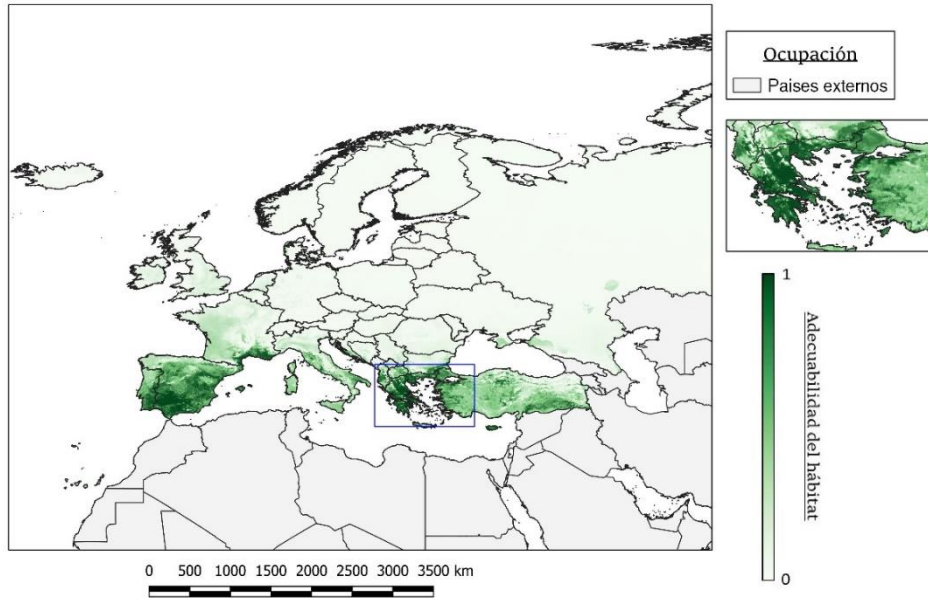 Ocupación
Paises externos
1
Adecuabilidad del hábitat
0
0 500 1000 1500 2000 2500 3000 3500 km